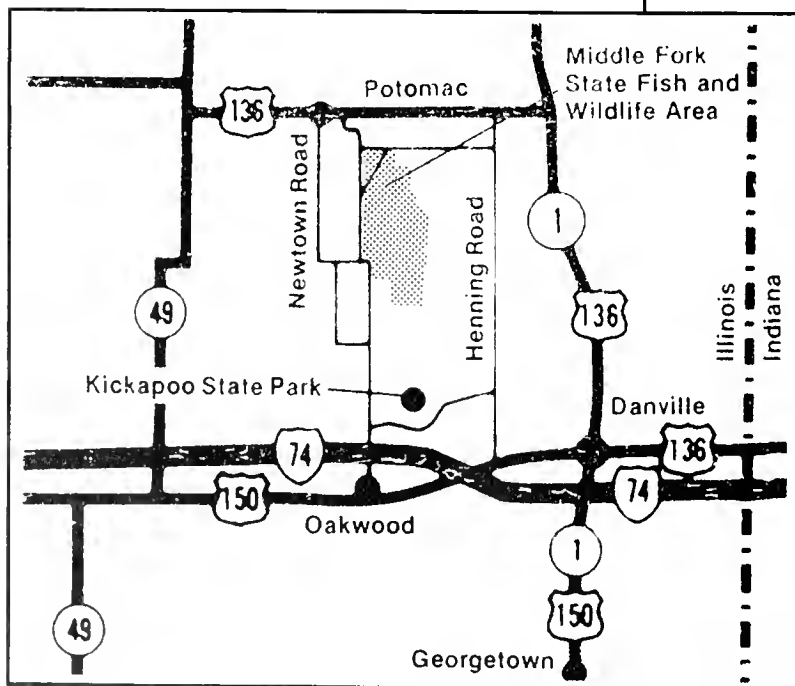 Middle Fork
State Fish and
Wildlife Area
Potomac
136
Newtown Road
Henning Road
1
136
49
Illinois
Indiana
Kickapoo State Park
Danville
74
136
150
74
Oakwood
1
49
150
Georgetown